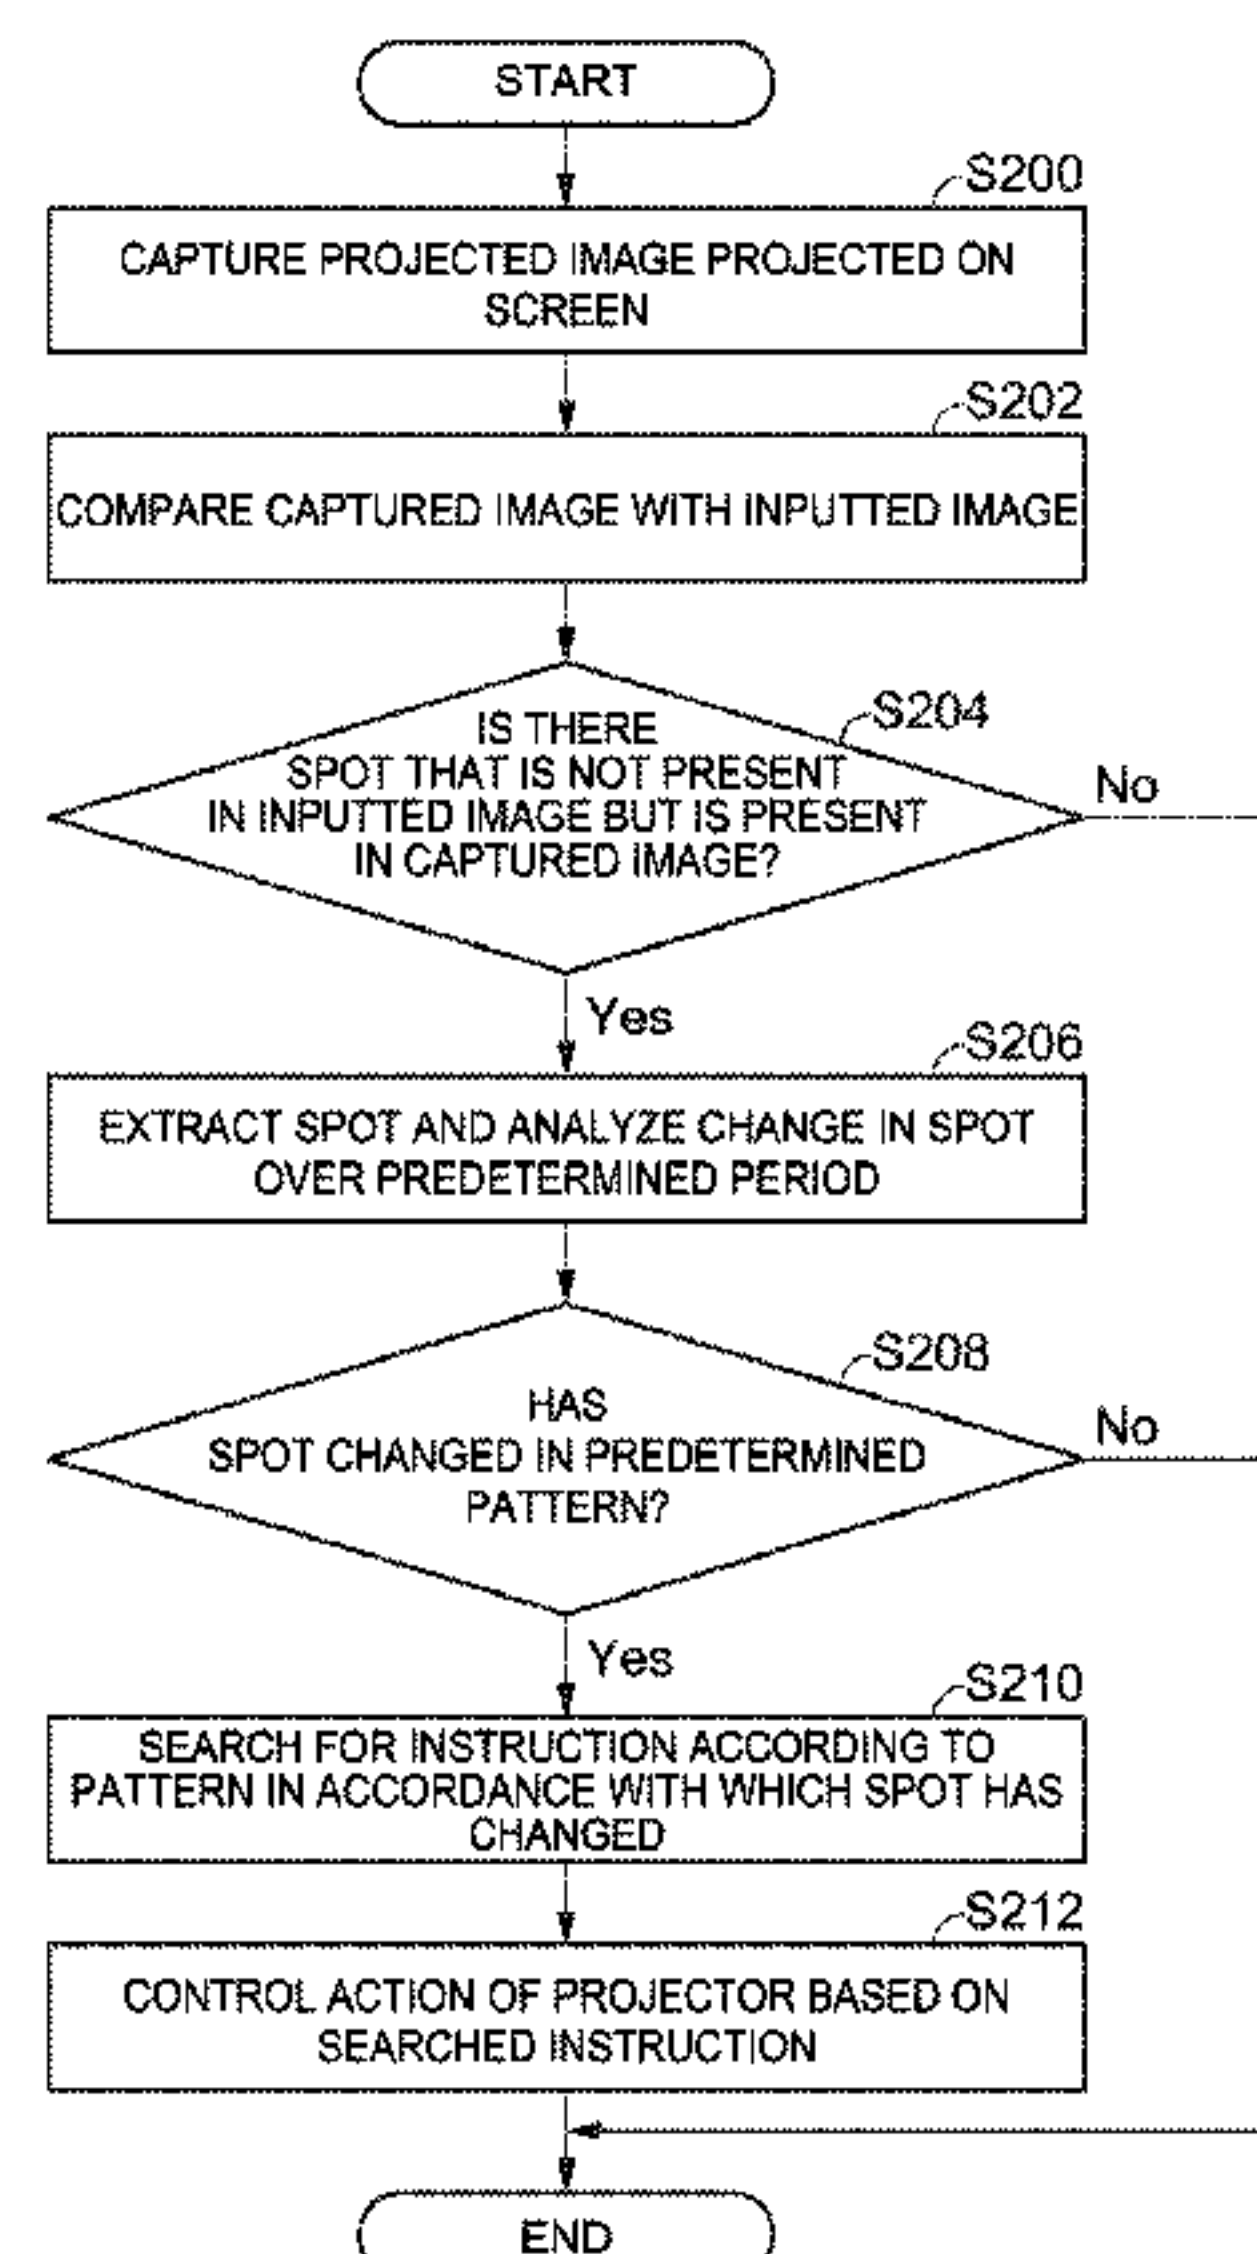 START
S200
CAPTURE PROJECTED IMAGE PROJECTED ON
SCREEN
S202
COMPARE CAPTURED IMAGE WITH INPUTTED IMAGE
S204
IS THERE
SPOT THAT IS NOT PRESENT
IN INPUTTED IMAGE BUT IS PRESENT
IN CAPTURED IMAGE?
No
Yes
S206
EXTRACT SPOT AND ANALYZE CHANGE IN SPOT
OVER PREDETERMINED PERIOD
S208
HAS
SPOT CHANGED IN PREDETERMINED
PATTERN?
No
Yes
S210
SEARCH FOR INSTRUCTION ACCORDING TO
PATTERN IN ACCORDANCE WITH WHICH SPOT HAS
CHANGED
S212
CONTROL ACTION OF PROJECTOR BASED ON
SEARCHED INSTRUCTION
END